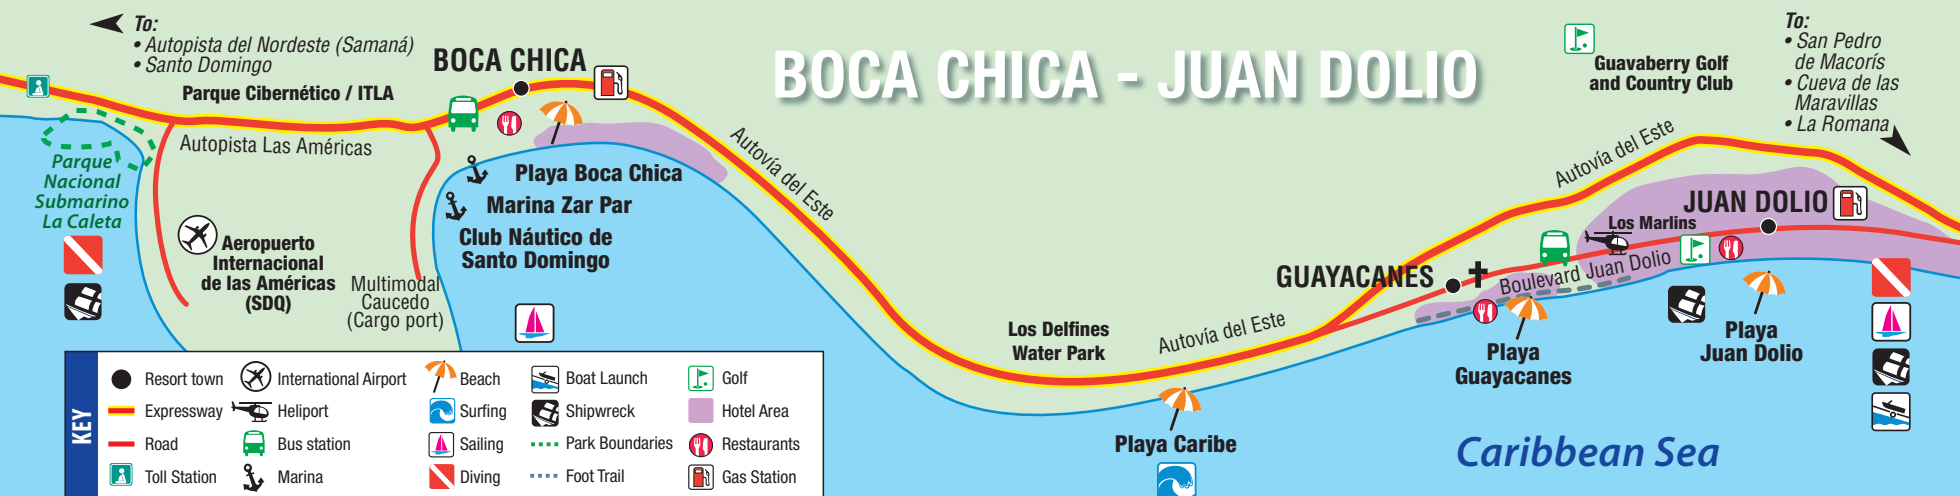 To:
• Autopista del Nordeste (Samaná)
• Santo Domingo
BOCA CHICA
Parque Cibernético / ITLA
Autopista Las Américas
BOCA CHICA - JUAN DOLIO
Guavaberry Golf
and Country Club
To:
• San Pedro
de Macorís
• Cueva de las
Maravillas
• La Romana
Parque
Nacional
Submarino
La Caleta
Aeropuerto
Internacional
de las Américas
(SDQ)
Multimodal
Caucedo
(Cargo port)
Playa Boca Chica
Marina Zar Par
Club Náutico de
Santo Domingo
Autovía del Este
Los Delfines
Water Park
Autovía del Este
Playa Caribe
Autovía del Este
GUAYACANES
Boulevard Juan Dolio
Los Marlins
JUAN DOLIO
Playa
Guayacanes
Playa
Juan Dolio
Caribbean Sea
KEY
Resort town
Expressway
Road
Toll Station
International Airport
Heliport
Bus station
Marina
Beach
Surfing
Sailing
Diving
Boat Launch
Shipwreck
Park Boundaries
Foot Trail
Golf
Hotel Area
Restaurants
Gas Station